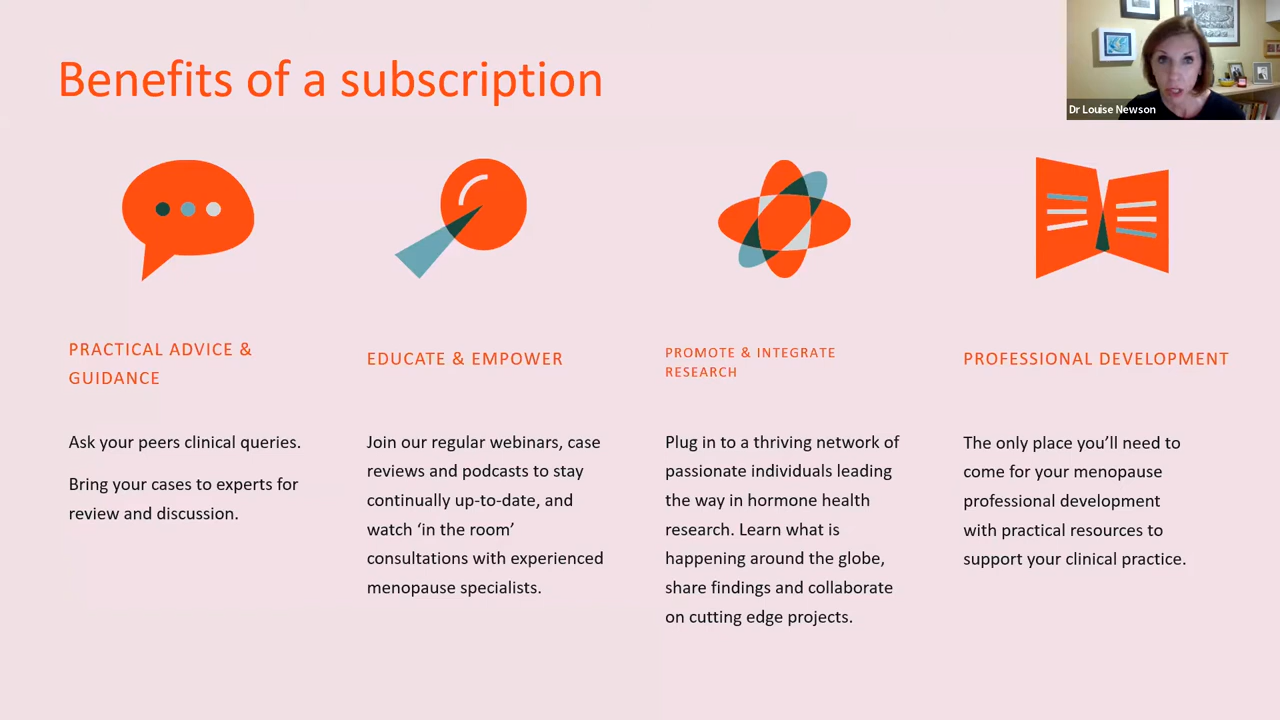 Benefits of a subscription
Dr Louise Newson
PRACTICAL ADVICE &
GUIDANCE
Ask your peers clinical queries.
Bring your cases to experts for
review and discussion.
EDUCATE & EMPOWER
Join our regular webinars, case
reviews and podcasts to stay
continually up-to-date, and
watch ‘in the room’
consultations with experienced
menopause specialists.
PROMOTE & INTEGRATE
RESEARCH
Plug in to a thriving network of
passionate individuals leading
the way in hormone health
research. Learn what is
happening around the globe,
share findings and collaborate
on cutting edge projects.
PROFESSIONAL DEVELOPMENT
The only place you’ll need to
come for your menopause
professional development
with practical resources to
support your clinical practice.